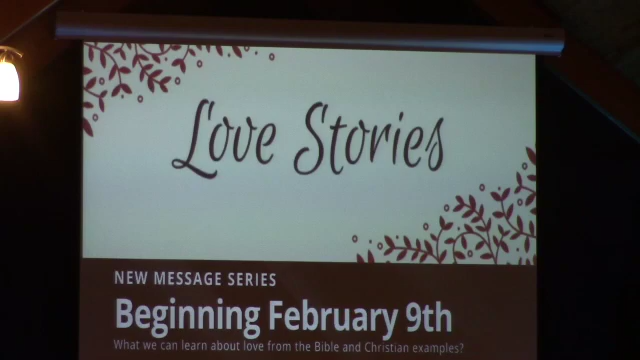 Love Stories
NEW MESSAGE SERIES
Beginning February 9th
What we can learn about love from the Bible and Christian examples?